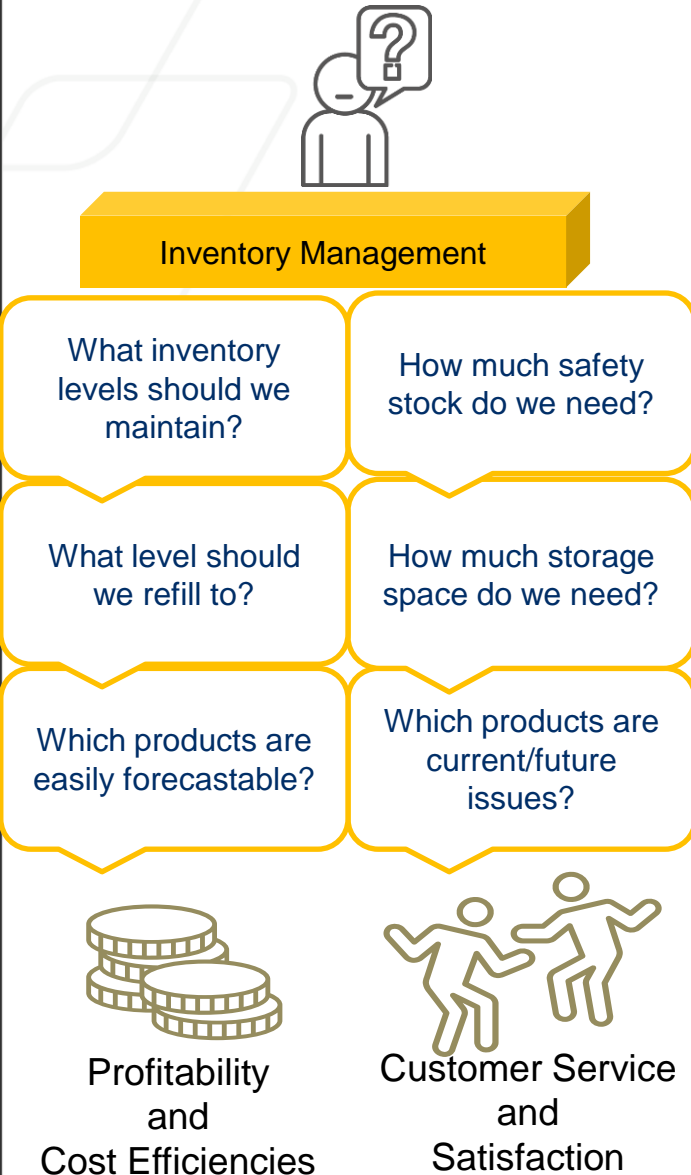 ?
Inventory Management
What inventory
levels should we
maintain?
How much safety
stock do we need?
What level should
we refill to?
How much storage
space do we need?
Which products are
easily forecastable?
Which products are
current/future
issues?
Profitability
and
Cost Efficiencies
Customer Service
and
Satisfaction